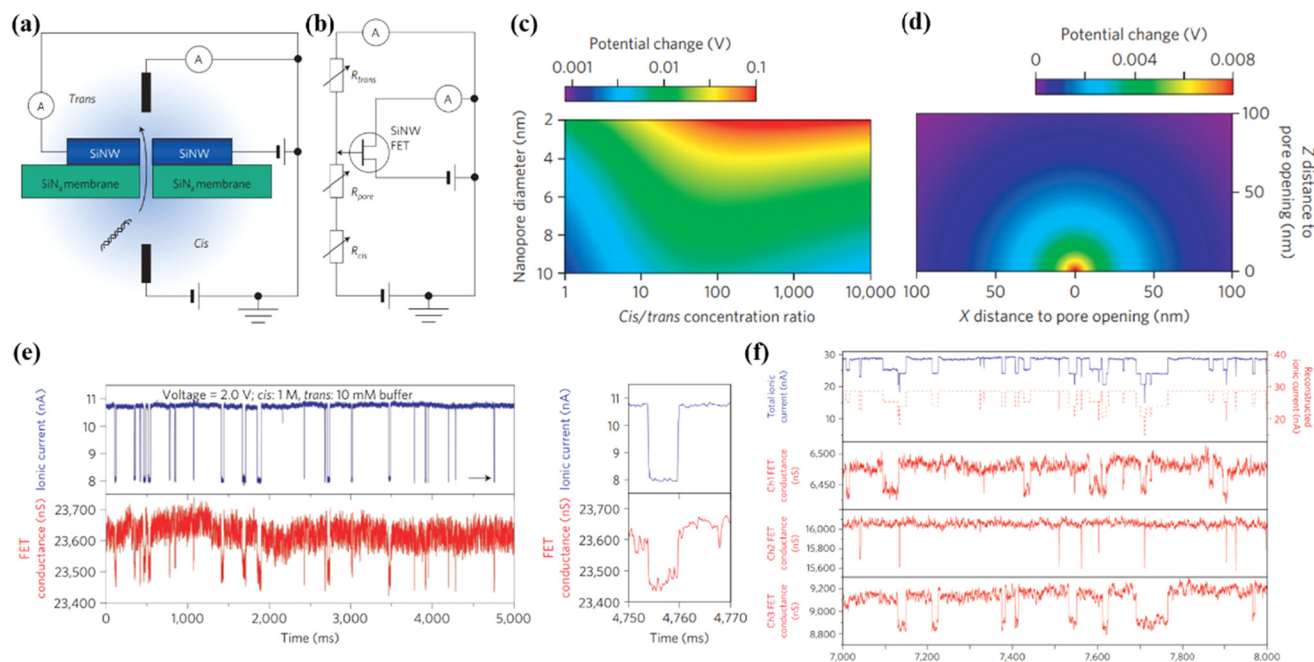 (a)
A
A
Trans
SiNW
SiNW
SiNx membrane
SiNx membrane
Cis
(b)
A
Rtrans
A
SiNW
FET
Rpore
Rcis
(c)
Potential change (V)
0.001 0.01 0.1
Nanopore diameter (nm)
2
4
6
8
10
1 10 100 1,000 10,000
Cis/trans concentration ratio
(d)
Potential change (V)
0 0.004 0.008
100
50
0
Z distance to
pore opening (nm)
100 50 0 50 100
X distance to pore opening (nm)
(e)
Voltage = 2.0 V; cis: 1 M, trans: 10 mM buffer
Ionic current (nA)
11
10
9
8
FET
conductance (nS)
23,700
23,600
23,500
23,400
0 1,000 2,000 3,000 4,000 5,000
Time (ms)
Ionic current (nA)
11
10
9
8
FET
conductance (nS)
23,700
23,600
23,500
23,400
4,750 4,760 4,770
Time (ms)
(f)
Total ionic
current (nA)
30
20
10
40
30
20
Reconstructed
ionic current
(nA)
Ch1 FET
conductance
(nS)
6,500
6,450
Ch2 FET
conductance
(nS)
16,000
15,800
15,600
Ch3 FET
conductance
(nS)
9,200
9,000
8,800
7,000 7,200 7,400 7,600 7,800 8,000
Time (ms)